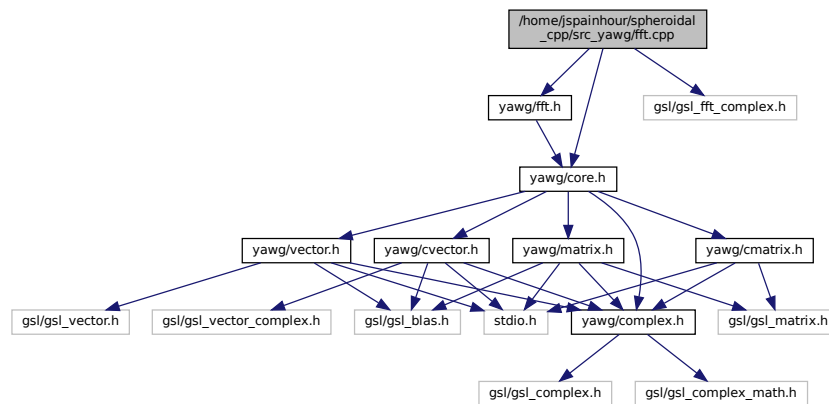 /home/jspainhour/spheroidal
_cpp/src_yawg/fft.cpp
yawg/fft.h
gsl/gsl_fft_complex.h
yawg/core.h
yawg/vector.h
yawg/cvector.h
yawg/matrix.h
yawg/cmatrix.h
gsl/gsl_vector.h
gsl/gsl_vector_complex.h
gsl/gsl_blas.h
stdio.h
yawg/complex.h
gsl/gsl_matrix.h
gsl/gsl_complex.h
gsl/gsl_complex_math.h